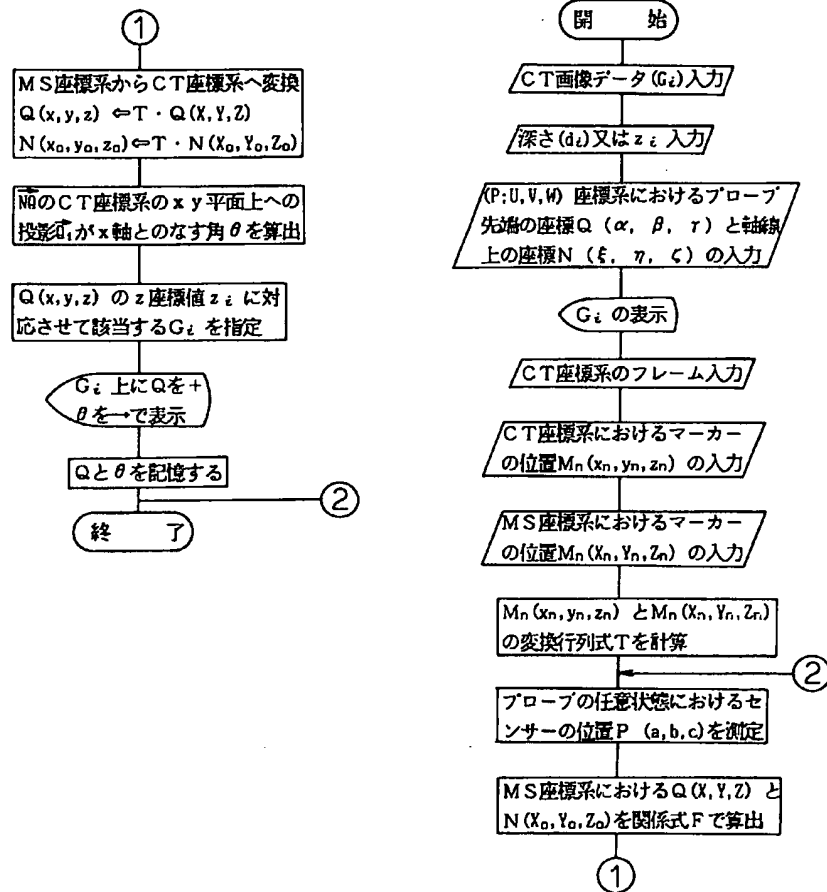 開 始
CT画像データ(Gi)入力
深さ(di)又はzi入力
(P:U,V,W) 座標系におけるプローブ
先端の座標Q (α, β, γ) と軸線
上の座標N (ξ, η, ζ) の入力
Gi の表示
CT座標系のフレーム入力
CT座標系におけるマーカー
の位置Mn(xn,yn,zn) の入力
MS座標系におけるマーカー
の位置Mn(Xn,Yn,Zn) の入力
Mn(xn,yn,zn) とMn(Xn,Yn,Zn)
の変換行列式Tを計算
②
プローブの任意状態におけるセ
ンサーの位置P (a,b,c)を測定
MS座標系におけるQ(X,Y,Z) と
N(X0,Y0,Z0)を関係式Fで算出
①
①
MS座標系からCT座標系へ変換
Q(x,y,z) ⇐T・Q(X,Y,Z)
N(x0,y0,z0)⇐T・N(X0,Y0,Z0)
NQのCT座標系のxy平面上への
投影 がx軸とのなす角θを算出
Q(x,y,z) のz座標値ziに対
応させて該当するGi を指定
Gi 上にQを+
θを→で表示
Qとθを記憶する
②
終 了